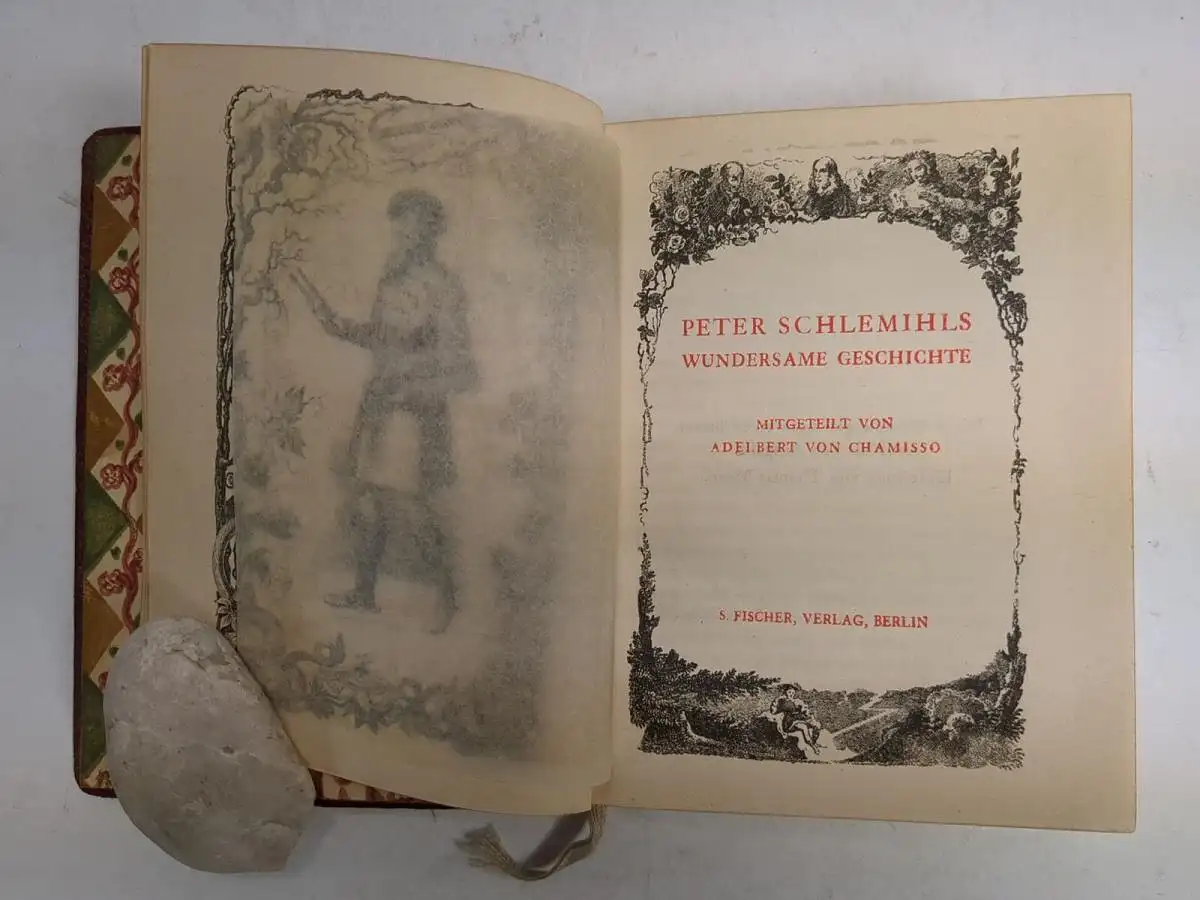 PETER SCHLEMIHLS
WUNDERSAME GESCHICHTE
MITGETEILT VON
ADELBERT VON CHAMISSO
S. FISCHER, VERLAG, BERLIN